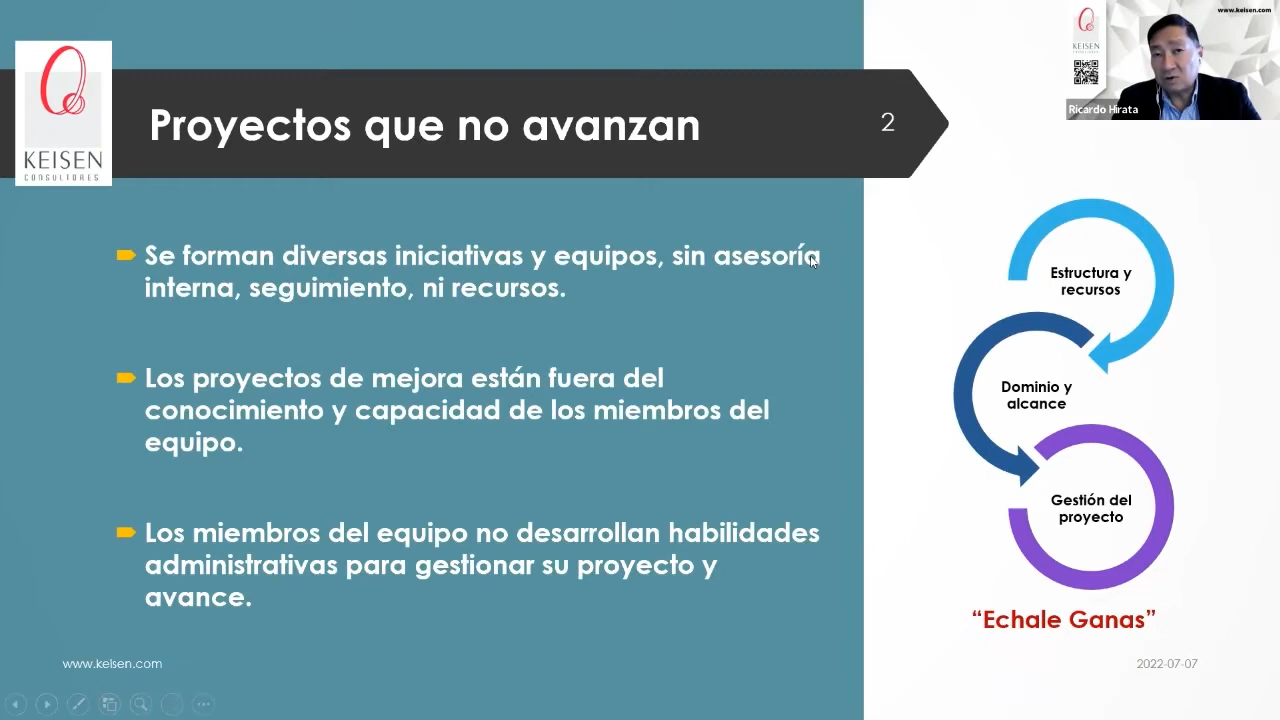 www.keisen.com
KEISEN
Ricardo Hirata
KEISEN
CONSULTORES
Proyectos que no avanzan
2
Se forman diversas iniciativas y equipos, sin asesoría
interna, seguimiento, ni recursos.
Los proyectos de mejora están fuera del
conocimiento y capacidad de los miembros del
equipo.
Los miembros del equipo no desarrollan habilidades
administrativas para gestionar su proyecto y
avance.
Estructura y
recursos
Dominio y
alcance
Gestión del
proyecto
“Echale Ganas”
www.keisen.com
2022-07-07